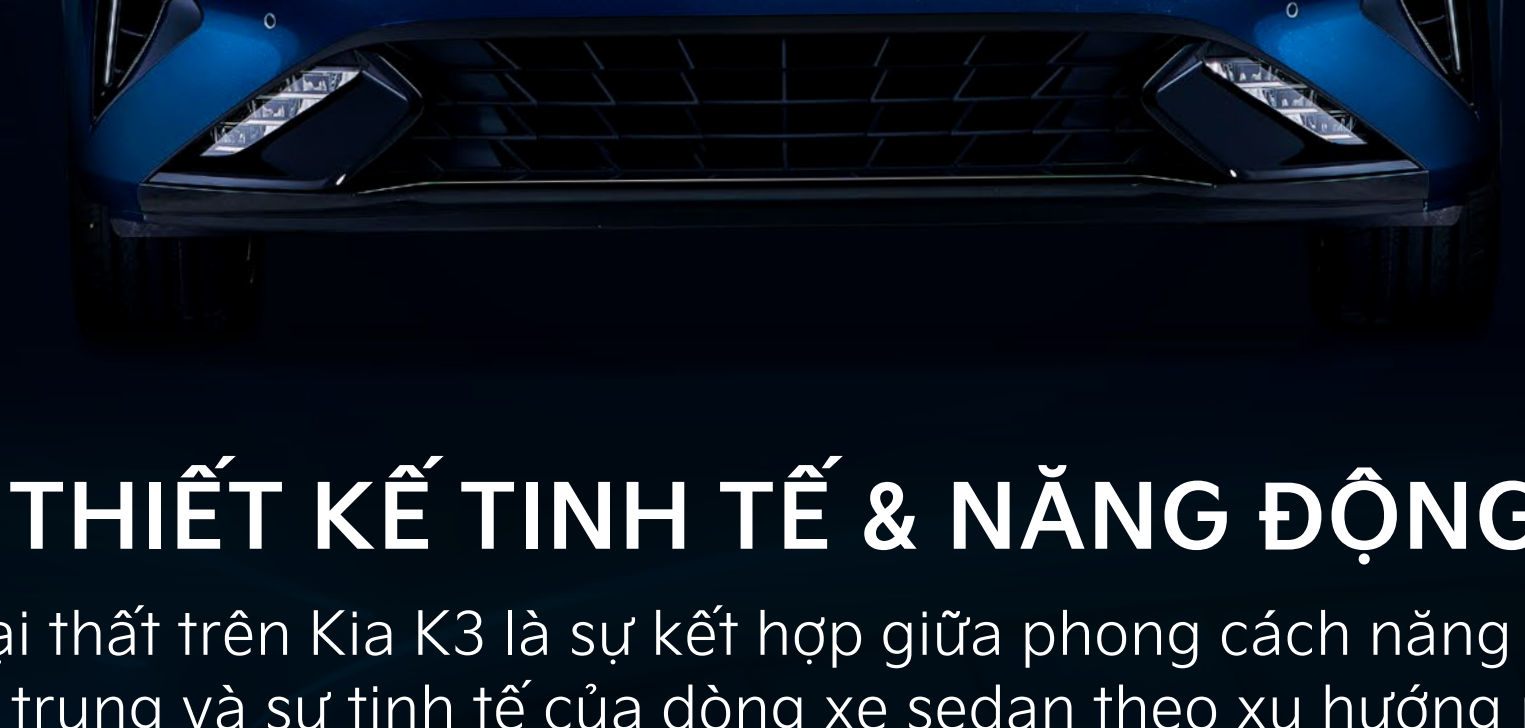 THIẾT KẾ TINH TẾ & NĂNG ĐỘNG
ại thất trên Kia K3 là sự kết hợp giữa phong cách năng
trung và sự tinh tế của dòng xe sedan theo xu hướng